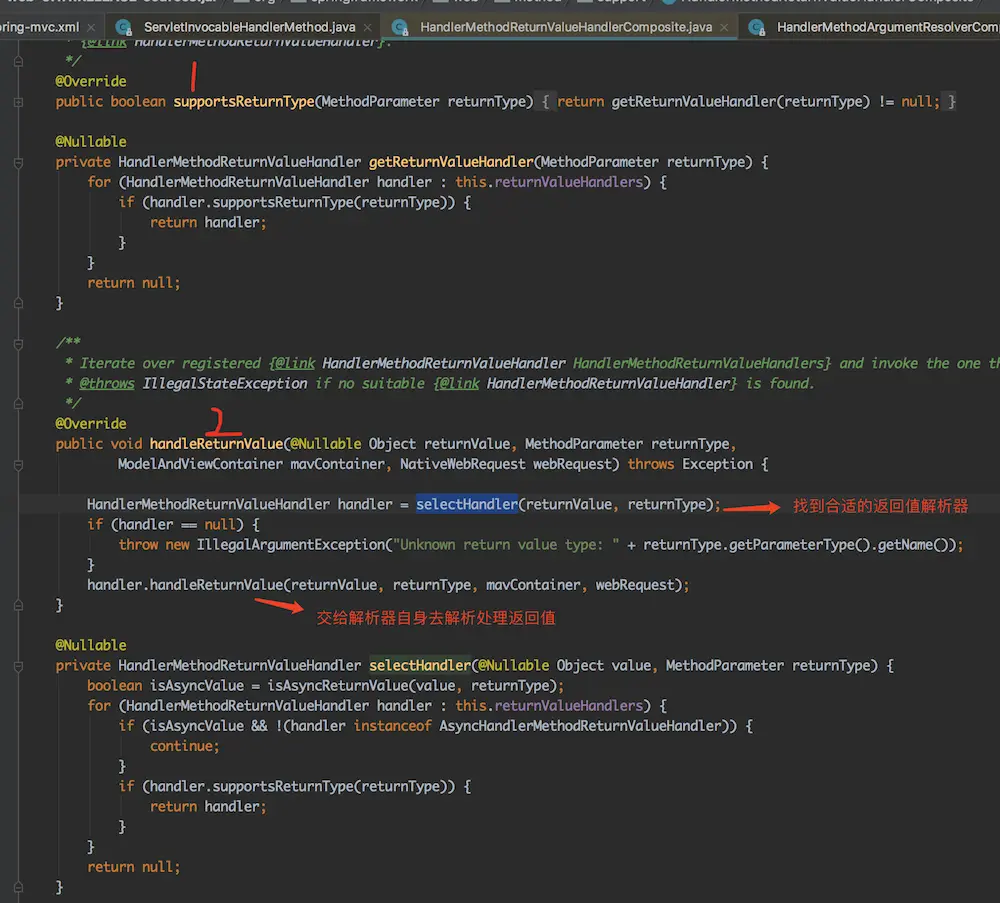 ring-mvc.xml ServletInvocableHandlerMethod.java HandlerMethodReturnValueHandlerComposite.java HandlerMethodArgumentResolverCom
* {@link HandlerMethodReturnValueHandler}.
*/
1
@Override
public boolean supportsReturnType(MethodParameter returnType) { return getReturnValueHandler(returnType) != null; }
@Nullable
private HandlerMethodReturnValueHandler getReturnValueHandler(MethodParameter returnType) {
for (HandlerMethodReturnValueHandler handler : this.returnValueHandlers) {
if (handler.supportsReturnType(returnType)) {
return handler;
}
}
return null;
}
/**
* Iterate over registered {@link HandlerMethodReturnValueHandler HandlerMethodReturnValueHandlers} and invoke the one th
* @throws IllegalStateException if no suitable {@link HandlerMethodReturnValueHandler} is found.
*/
2
@Override
public void handleReturnValue(@Nullable Object returnValue, MethodParameter returnType,
ModelAndViewContainer mavContainer, NativeWebRequest webRequest) throws Exception {
HandlerMethodReturnValueHandler handler = selectHandler(returnValue, returnType); 找到合适的返回值解析器
if (handler == null) {
throw new IllegalArgumentException("Unknown return value type: " + returnType.getParameterType().getName());
}
handler.handleReturnValue(returnValue, returnType, mavContainer, webRequest);
}
交给解析器自身去解析处理返回值
@Nullable
private HandlerMethodReturnValueHandler selectHandler(@Nullable Object value, MethodParameter returnType) {
boolean isAsyncValue = isAsyncReturnValue(value, returnType);
for (HandlerMethodReturnValueHandler handler : this.returnValueHandlers) {
if (isAsyncValue && !(handler instanceof AsyncHandlerMethodReturnValueHandler)) {
continue;
}
if (handler.supportsReturnType(returnType)) {
return handler;
}
}
return null;
}